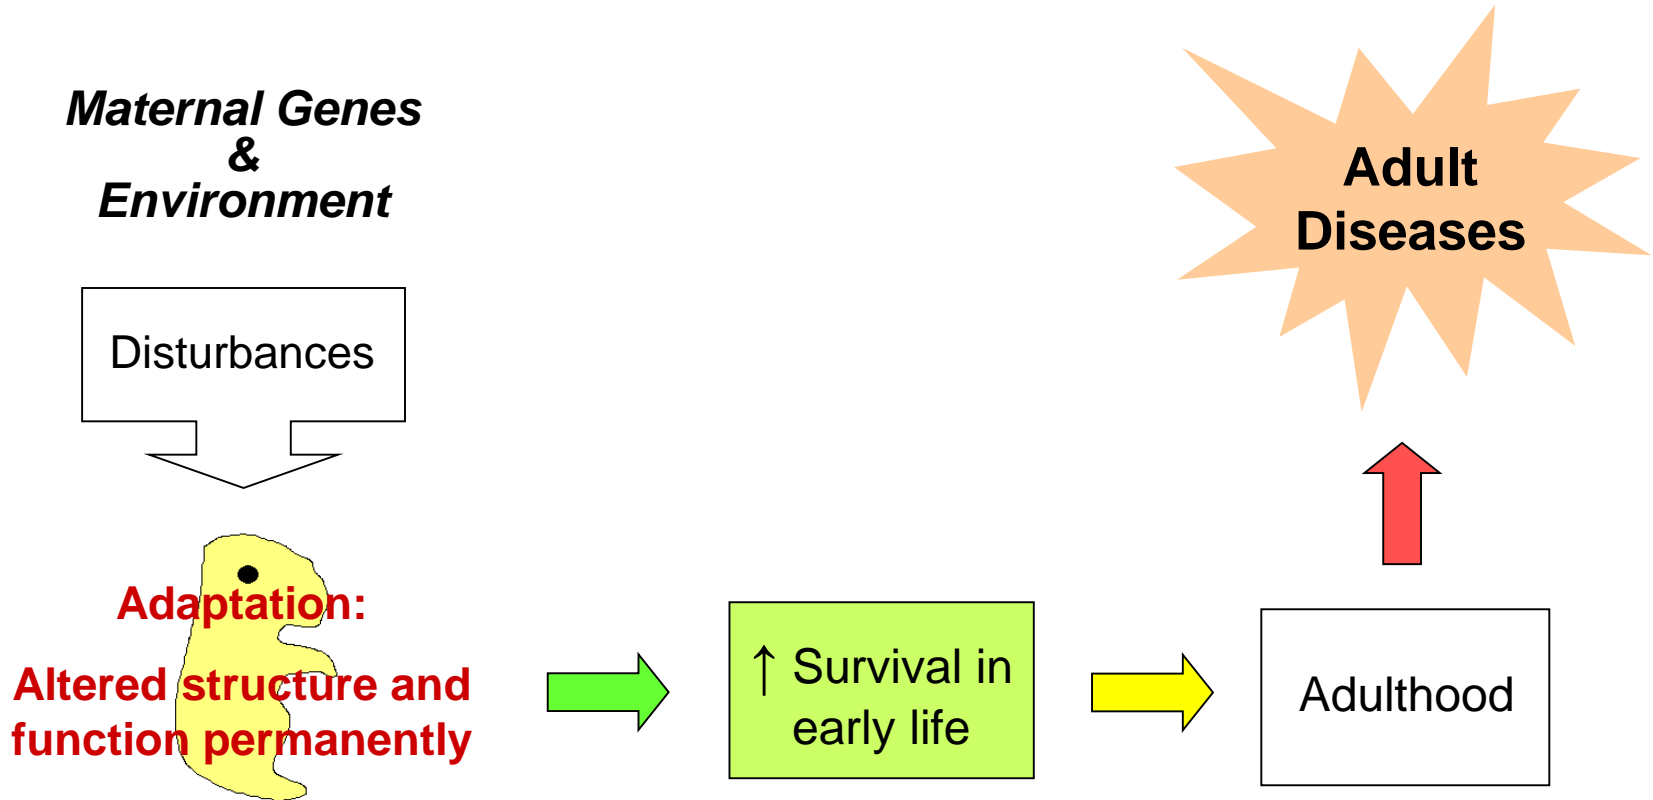 Maternal Genes
&
Environment
Disturbances
Adaptation:
Altered structure and
function permanently
↑ Survival in
early life
Adulthood
Adult
Diseases